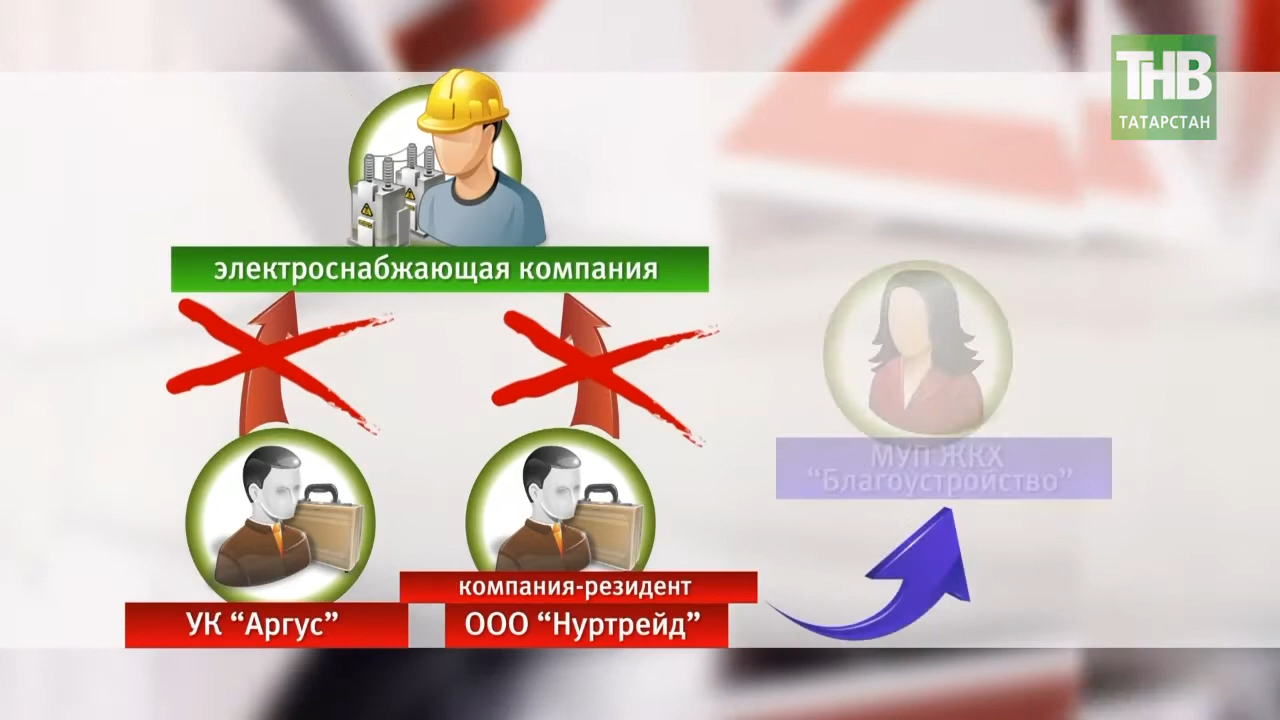 ТНВ
ТАТАРСТАН
электроснабжающая компания
МУП ЖКХ
“Благоустройство”
компания-резидент
УК “Аргус”
ООО “Нуртрейд”